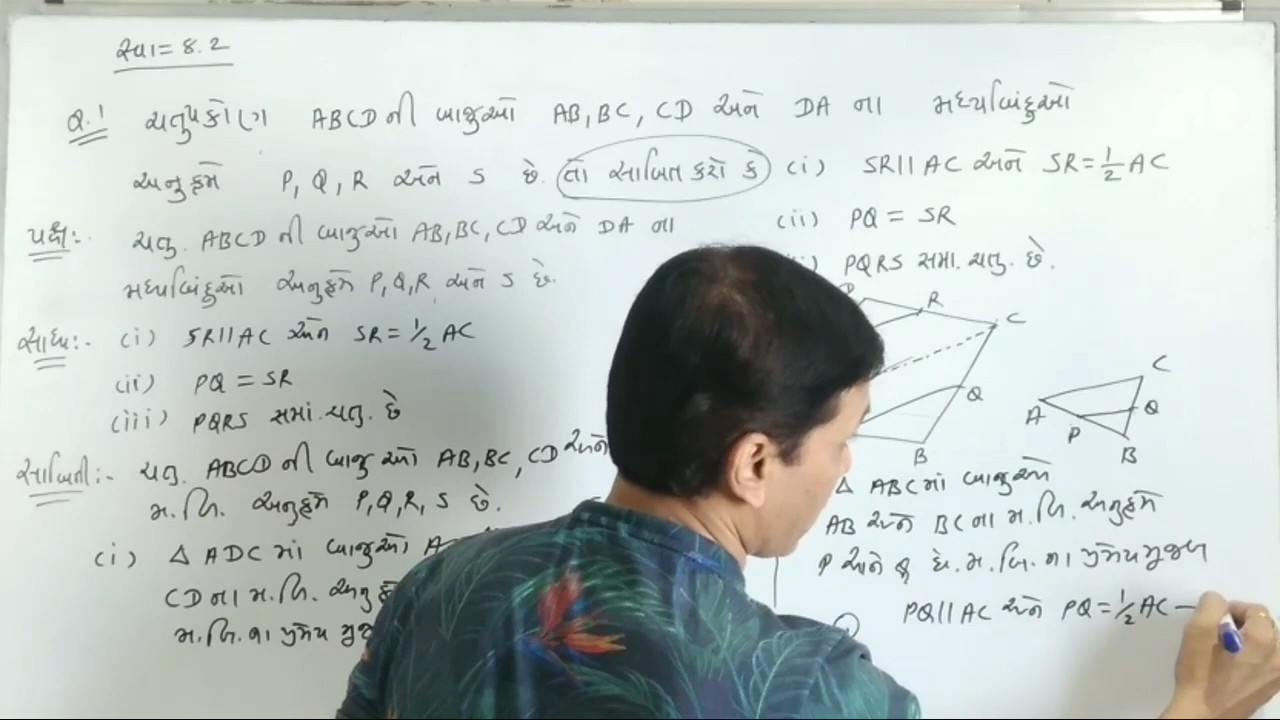 સ્વા= 8.2
Q.1 ચતુષ્કોણ ABCD ની બાજુઓ AB, BC, CD અને DA ના મધ્યબિંદુઓ
અનુક્રમે P, Q, R અને S છે. તો સાબિત કરો કે (i) SR || AC અને SR = 1/2 AC
(ii) PQ = SR
PQRS સમા. ચતુ. છે.
પક્ષ :- ચતુ. ABCD ની બાજુઓ AB, BC, CD અને DA ના
મધ્યબિંદુઓ અનુક્રમે P, Q, R અને S છે.
સાધ્ય :- (i) SR || AC અને SR = 1/2 AC
(ii) PQ = SR
(iii) PQRS સમાં. ચતુ. છે
સાબિતી :- ચતુ. ABCD ની બાજુઓ AB, BC, CD અને
મ. બિ. અનુક્રમે P, Q, R, S છે.
(i) △ ADC માં બાજુઓ
CD ના મ. બિ.
મ. બિ. ના પ્રમેય
R
C
Q
B
C
A
Q
P
B
△ ABC માં બાજુઓ
AB અને BC ના મ. બિ. અનુક્રમે
P અને Q છે. મ. બિ. ના પ્રમેય મુજબ
PQ || AC અને PQ = 1/2 AC —